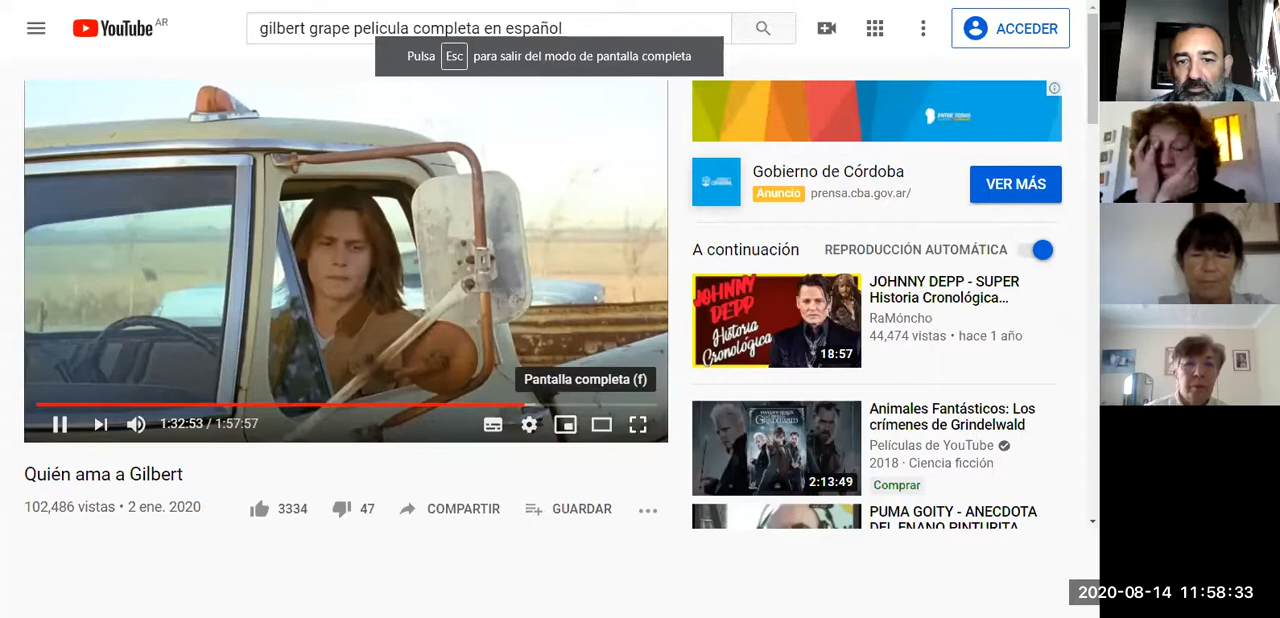 YouTube AR
gilbert grape pelicula completa en español
ACCEDER
Pulsa Esc para salir del modo de pantalla completa
Pantalla completa (f)
1:32:53 / 1:57:57
Quién ama a Gilbert
102,486 vistas • 2 ene. 2020
3334
47
COMPARTIR
GUARDAR
Gobierno de Córdoba
Anuncio prensa.cba.gov.ar/
VER MÁS
A continuación
REPRODUCCIÓN AUTOMÁTICA
JOHNNY
DEPP
Historia
Cronológica
18:57
JOHNNY DEPP - SUPER
Historia Cronológica...
RaMóncho
44,474 vistas • hace 1 año
2:13:49
Animales Fantásticos: Los
crímenes de Grindelwald
Películas de YouTube
2018 · Ciencia ficción
Comprar
PUMA GOITY - ANECDOTA
DEL ENANO PINTURITA
2020-08-14 11:58:33